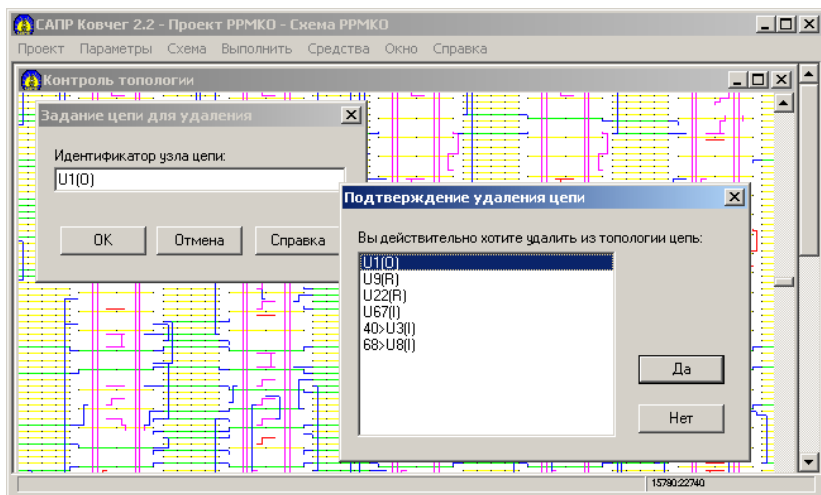 САПР Ковчег 2.2 - Проект РРМКО - Схема РРМКО
Проект Параметры Схема Выполнить Средства Окно Справка
Контроль топологии
Задание цепи для удаления
Идентификатор узла цепи:
U1(O)
ОК Отмена Справка
Подтверждение удаления цепи
Вы действительно хотите удалить из топологии цепь:
U1(O)
U9(R)
U22(R)
U67(I)
40>U3(I)
68>U8(I)
Да
Нет
15790:22740